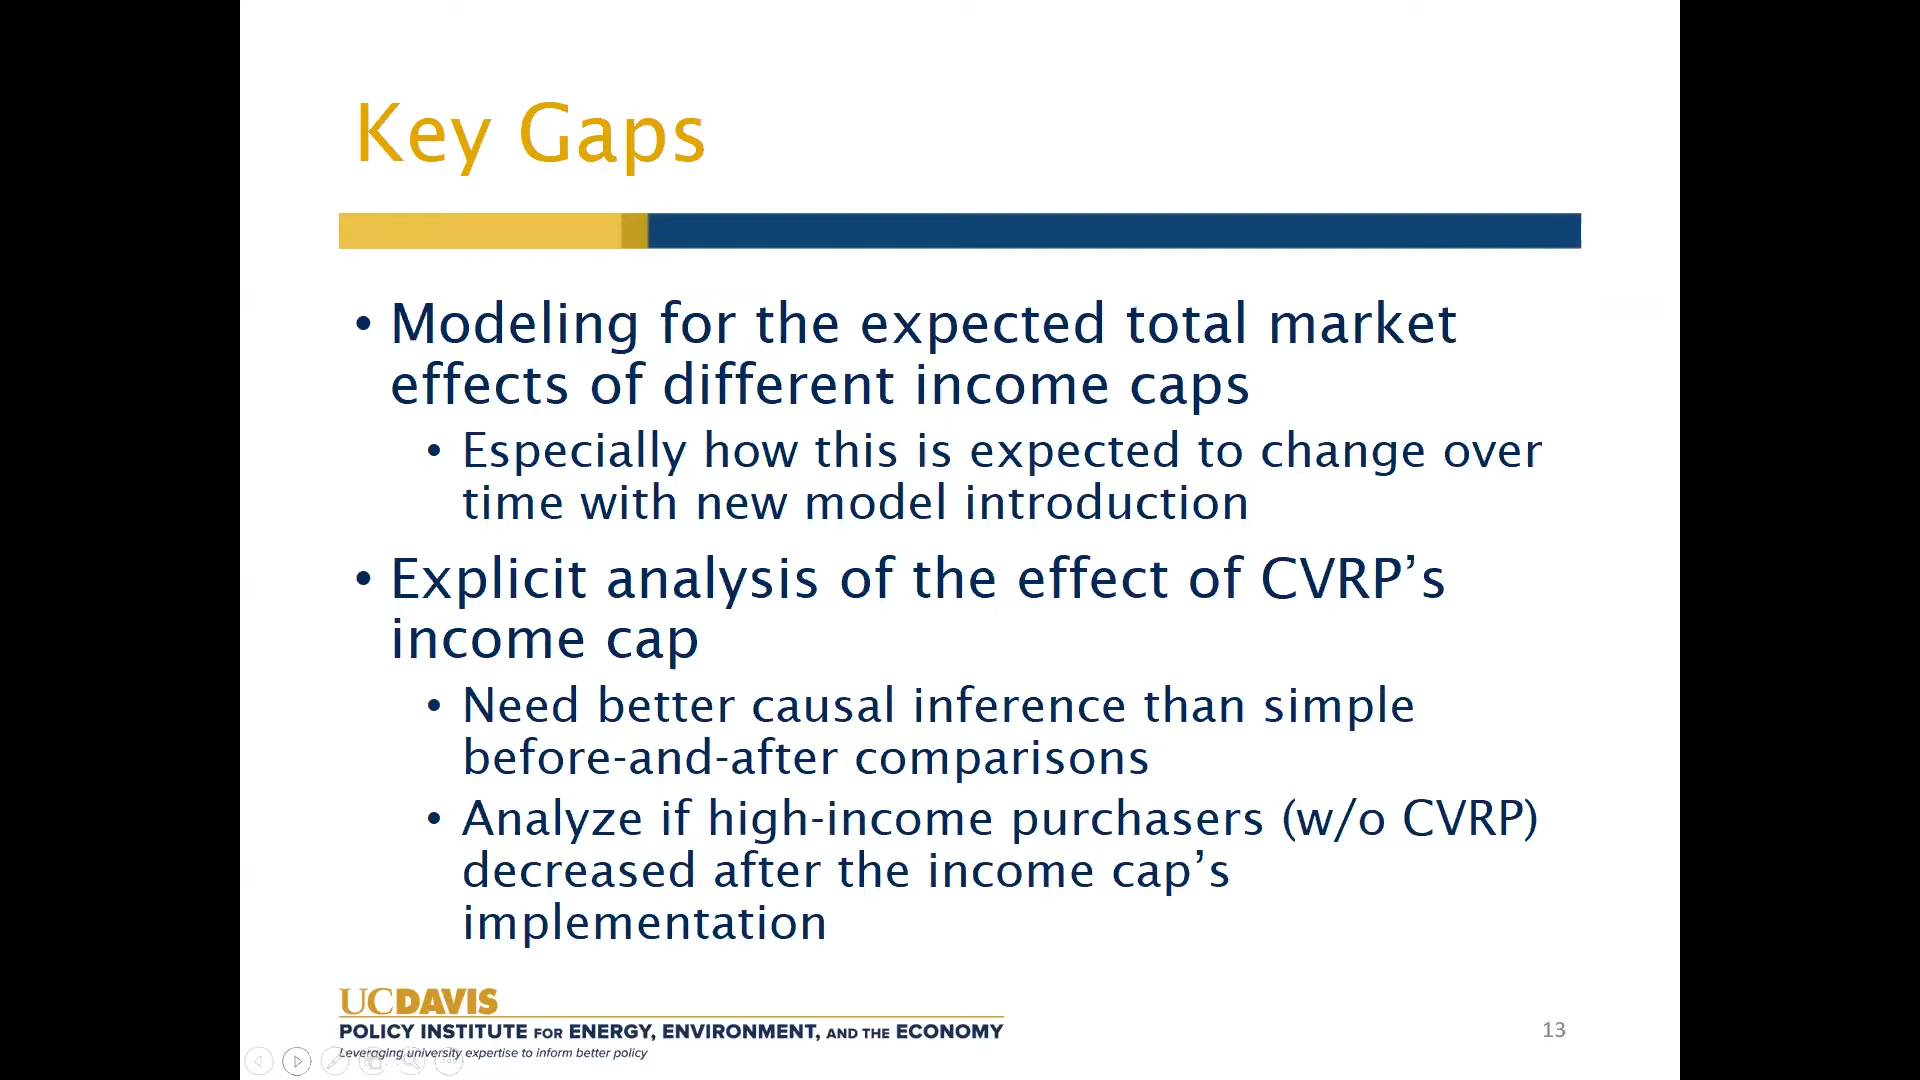 Key Gaps
• Modeling for the expected total market
effects of different income caps
• Especially how this is expected to change over
time with new model introduction
• Explicit analysis of the effect of CVRP’s
income cap
• Need better causal inference than simple
before-and-after comparisons
• Analyze if high-income purchasers (w/o CVRP)
decreased after the income cap’s
implementation
UCDAVIS
POLICY INSTITUTE FOR ENERGY, ENVIRONMENT, AND THE ECONOMY
Leveraging university expertise to inform better policy
13